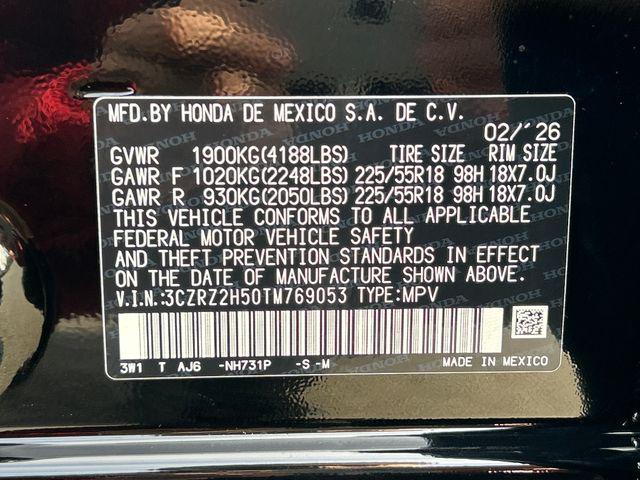 MFD.BY HONDA DE MEXICO S.A. DE C.V.
02/'26
GVWR 1900KG(4188LBS) TIRE SIZE RIM SIZE
GAWR F 1020KG(2248LBS) 225/55R18 98H 18X7.0J
GAWR R 930KG(2050LBS) 225/55R18 98H 18X7.0J
THIS VEHICLE CONFORMS TO ALL APPLICABLE
FEDERAL MOTOR VEHICLE SAFETY
AND THEFT PREVENTION STANDARDS IN EFFECT
ON THE DATE OF MANUFACTURE SHOWN ABOVE.
V.I.N.:3CZRZ2H50TM769053 TYPE:MPV
3W1 T AJ6 -NH731P -S -M MADE IN MEXICO